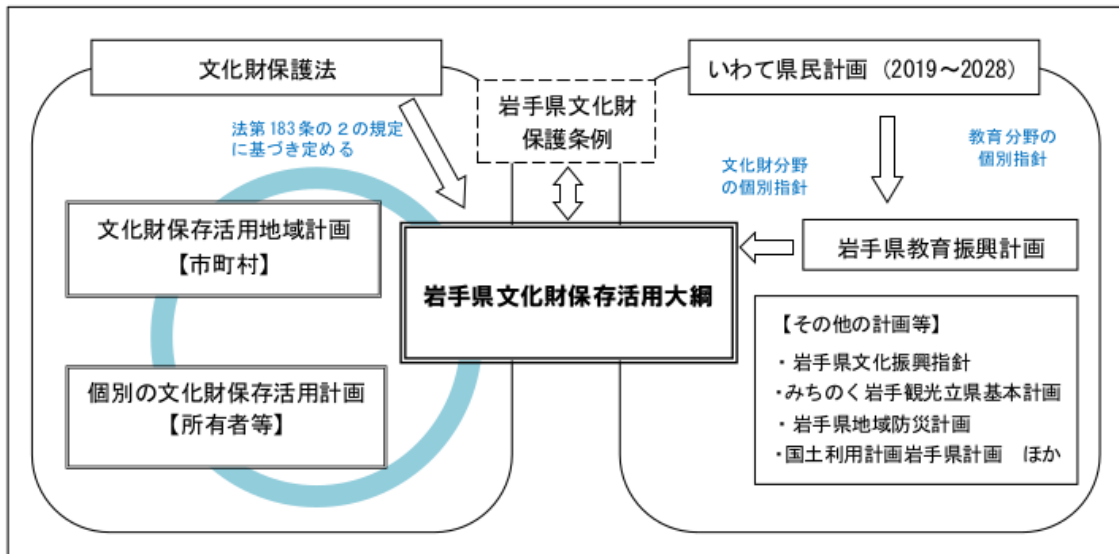 文化財保護法
いわて県民計画（2019～2028）
岩手県文化財
保護条例
法第183条の２の規定
に基づき定める
教育分野の
個別指針
文化財分野
の個別指針
文化財保存活用地域計画
【市町村】
岩手県教育振興計画
岩手県文化財保存活用大綱
【その他の計画等】
・岩手県文化振興指針
・みちのく岩手観光立県基本計画
・岩手県地域防災計画
・国土利用計画岩手県計画　ほか
個別の文化財保存活用計画
【所有者等】